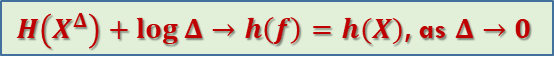 H(X^Δ) + log Δ → h(f) = h(X), as Δ → 0